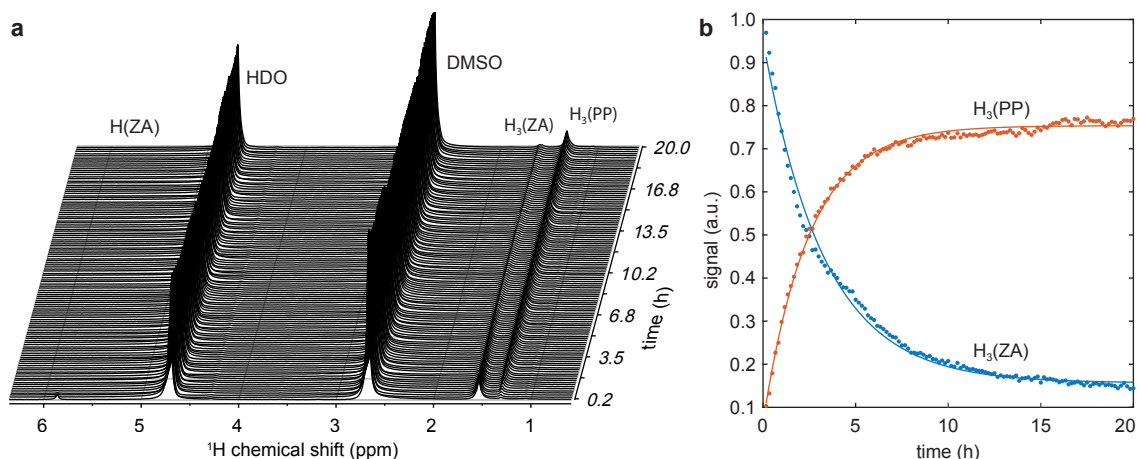 a
HDO
DMSO
H(ZA)
H₃(ZA)
H₃(PP)
20.0
16.8
13.5
10.2
6.8
3.5
0.2
time (h)
6 5 4 3 2 1
¹H chemical shift (ppm)
b
1.0
0.9
0.8
0.7
0.6
0.5
0.4
0.3
0.2
0.1
signal (a.u.)
H₃(PP)
H₃(ZA)
0 5 10 15 20
time (h)